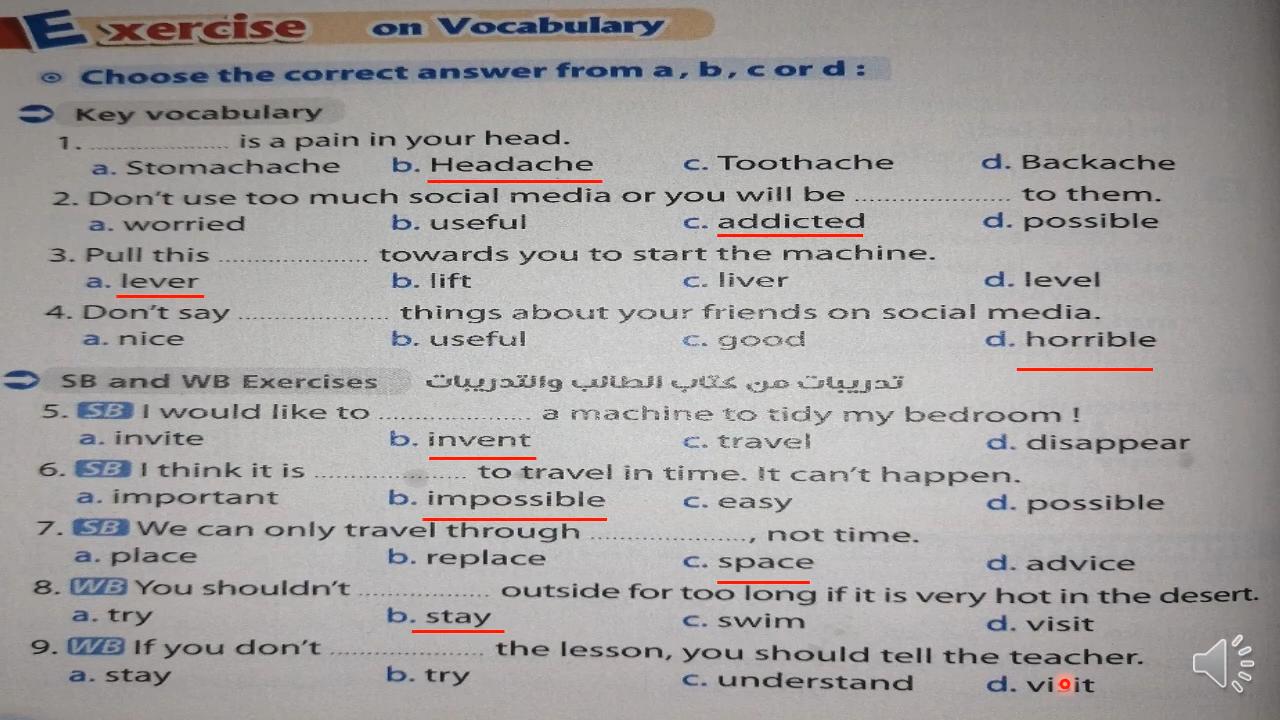 Exercise on Vocabulary
Choose the correct answer from a, b, c or d :
Key vocabulary
1. ...................... is a pain in your head.
a. Stomachache b. Headache c. Toothache d. Backache
2. Don't use too much social media or you will be ...................... to them.
a. worried b. useful c. addicted d. possible
3. Pull this ...................... towards you to start the machine.
a. lever b. lift c. liver d. level
4. Don't say ...................... things about your friends on social media.
a. nice b. useful c. good d. horrible
SB and WB Exercises تدريبات من كتاب الطالب والتدريبات
5. SB I would like to ...................... a machine to tidy my bedroom !
a. invite b. invent c. travel d. disappear
6. SB I think it is ...................... to travel in time. It can't happen.
a. important b. impossible c. easy d. possible
7. SB We can only travel through ......................, not time.
a. place b. replace c. space d. advice
8. WB You shouldn't ...................... outside for too long if it is very hot in the desert.
a. try b. stay c. swim d. visit
9. WB If you don't ...................... the lesson, you should tell the teacher.
a. stay b. try c. understand d. visit